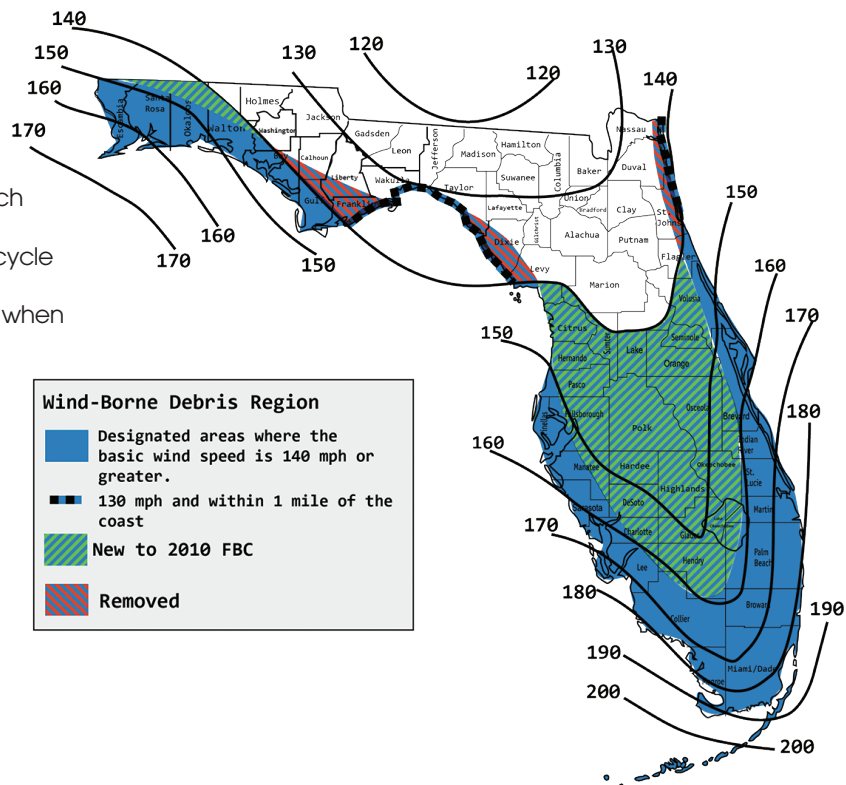 140
130
120
130
150
120
140
160
170
ch
cycle
when
Escambia
Santa
Rosa
Okaloosa
Walton
Holmes
Washington
Jackson
Bay
Calhoun
Gulf
Liberty
Franklin
Gadsden
Leon
Wakulla
Jefferson
Madison
Taylor
Hamilton
Suwanee
Lafayette
Columbia
Dixie
Gilchrist
Levy
Baker
Union
Bradford
Alachua
Nassau
Duval
Clay
St.
Johns
Putnam
Flagler
Marion
Volusia
160
170
150
150
160
170
180
150
160
170
180
190
200
190
200
Citrus
Sumter
Lake
Seminole
Hernando
Orange
Pasco
Pinellas
Hillsborough
Osceola
Polk
Brevard
Indian
River
Manatee
Hardee
Okeechobee
Highlands
St.
Lucie
Sarasota
DeSoto
Martin
Charlotte
Glades
Lee
Hendry
Palm
Beach
Collier
Broward
Monroe
Miami/Dade
Wind-Borne Debris Region
Designated areas where the
basic wind speed is 140 mph or
greater.
130 mph and within 1 mile of the
coast
New to 2010 FBC
Removed